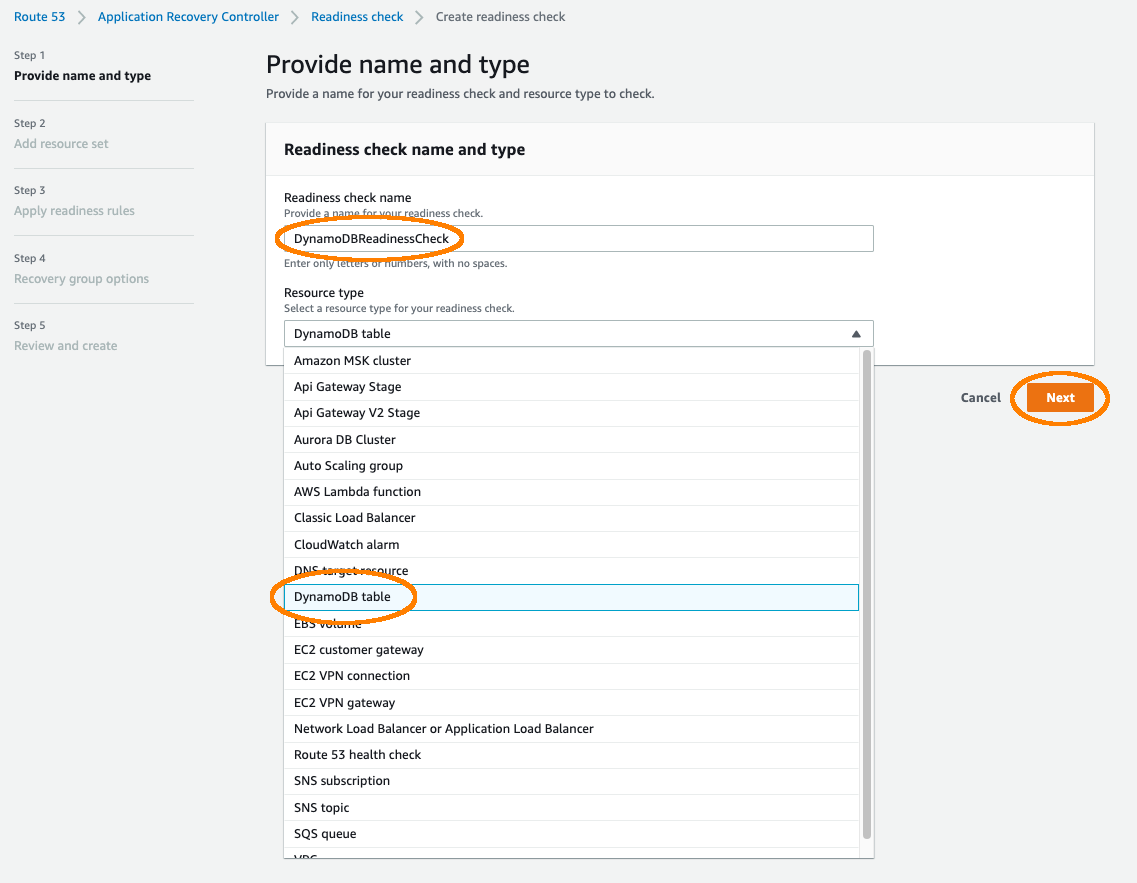 Route 53 Application Recovery Controller Readiness check Create readiness check
Step 1
Provide name and type
Step 2
Add resource set
Step 3
Apply readiness rules
Step 4
Recovery group options
Step 5
Review and create
Provide name and type
Provide a name for your readiness check and resource type to check.
Readiness check name and type
Readiness check name
Provide a name for your readiness check.
DynamoDBReadinessCheck
Enter only letters or numbers, with no spaces.
Resource type
Select a resource type for your readiness check.
DynamoDB table
Amazon MSK cluster
Api Gateway Stage
Api Gateway V2 Stage
Aurora DB Cluster
Auto Scaling group
AWS Lambda function
Classic Load Balancer
CloudWatch alarm
DNS target resource
DynamoDB table
EBS volume
EC2 customer gateway
EC2 VPN connection
EC2 VPN gateway
Network Load Balancer or Application Load Balancer
Route 53 health check
SNS subscription
SNS topic
SQS queue
VPC
Cancel Next